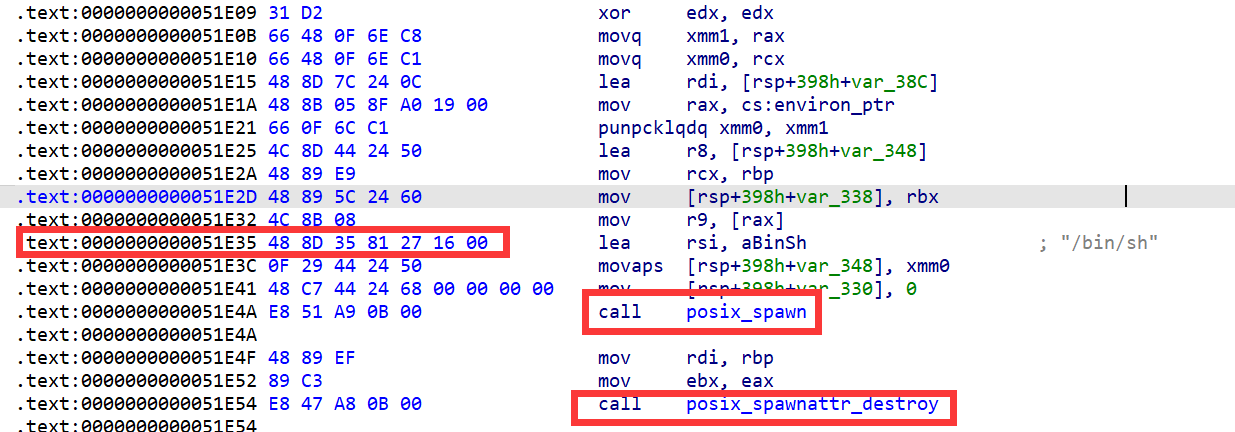 .text:0000000000051E09 31 D2 xor edx, edx
.text:0000000000051E0B 66 48 0F 6E C8 movq xmm1, rax
.text:0000000000051E10 66 48 0F 6E C1 movq xmm0, rcx
.text:0000000000051E15 48 8D 7C 24 0C lea rdi, [rsp+398h+var_38C]
.text:0000000000051E1A 48 8B 05 8F A0 19 00 mov rax, cs:environ_ptr
.text:0000000000051E21 66 0F 6C C1 punpcklqdq xmm0, xmm1
.text:0000000000051E25 4C 8D 44 24 50 lea r8, [rsp+398h+var_348]
.text:0000000000051E2A 48 89 E9 mov rcx, rbp
.text:0000000000051E2D 48 89 5C 24 60 mov [rsp+398h+var_338], rbx
.text:0000000000051E32 4C 8B 08 mov r9, [rax]
.text:0000000000051E35 48 8D 35 81 27 16 00 lea rsi, aBinSh ; "/bin/sh"
.text:0000000000051E3C 0F 29 44 24 50 movaps [rsp+398h+var_348], xmm0
.text:0000000000051E41 48 C7 44 24 68 00 00 00 00 mov [rsp+398h+var_330], 0
.text:0000000000051E4A E8 51 A9 0B 00 call posix_spawn
.text:0000000000051E4A
.text:0000000000051E4F 48 89 EF mov rdi, rbp
.text:0000000000051E52 89 C3 mov ebx, eax
.text:0000000000051E54 E8 47 A8 0B 00 call posix_spawnattr_destroy
.text:0000000000051E54